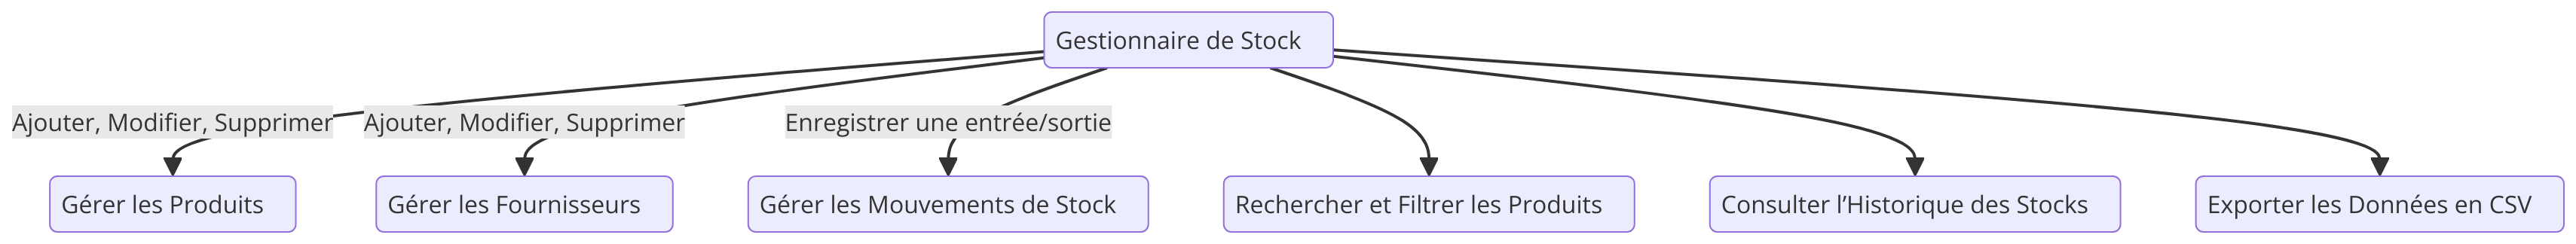 Gestionnaire de Stock
Ajouter, Modifier, Supprimer
Ajouter, Modifier, Supprimer
Enregistrer une entrée/sortie
Gérer les Produits
Gérer les Fournisseurs
Gérer les Mouvements de Stock
Rechercher et Filtrer les Produits
Consulter l’Historique des Stocks
Exporter les Données en CSV